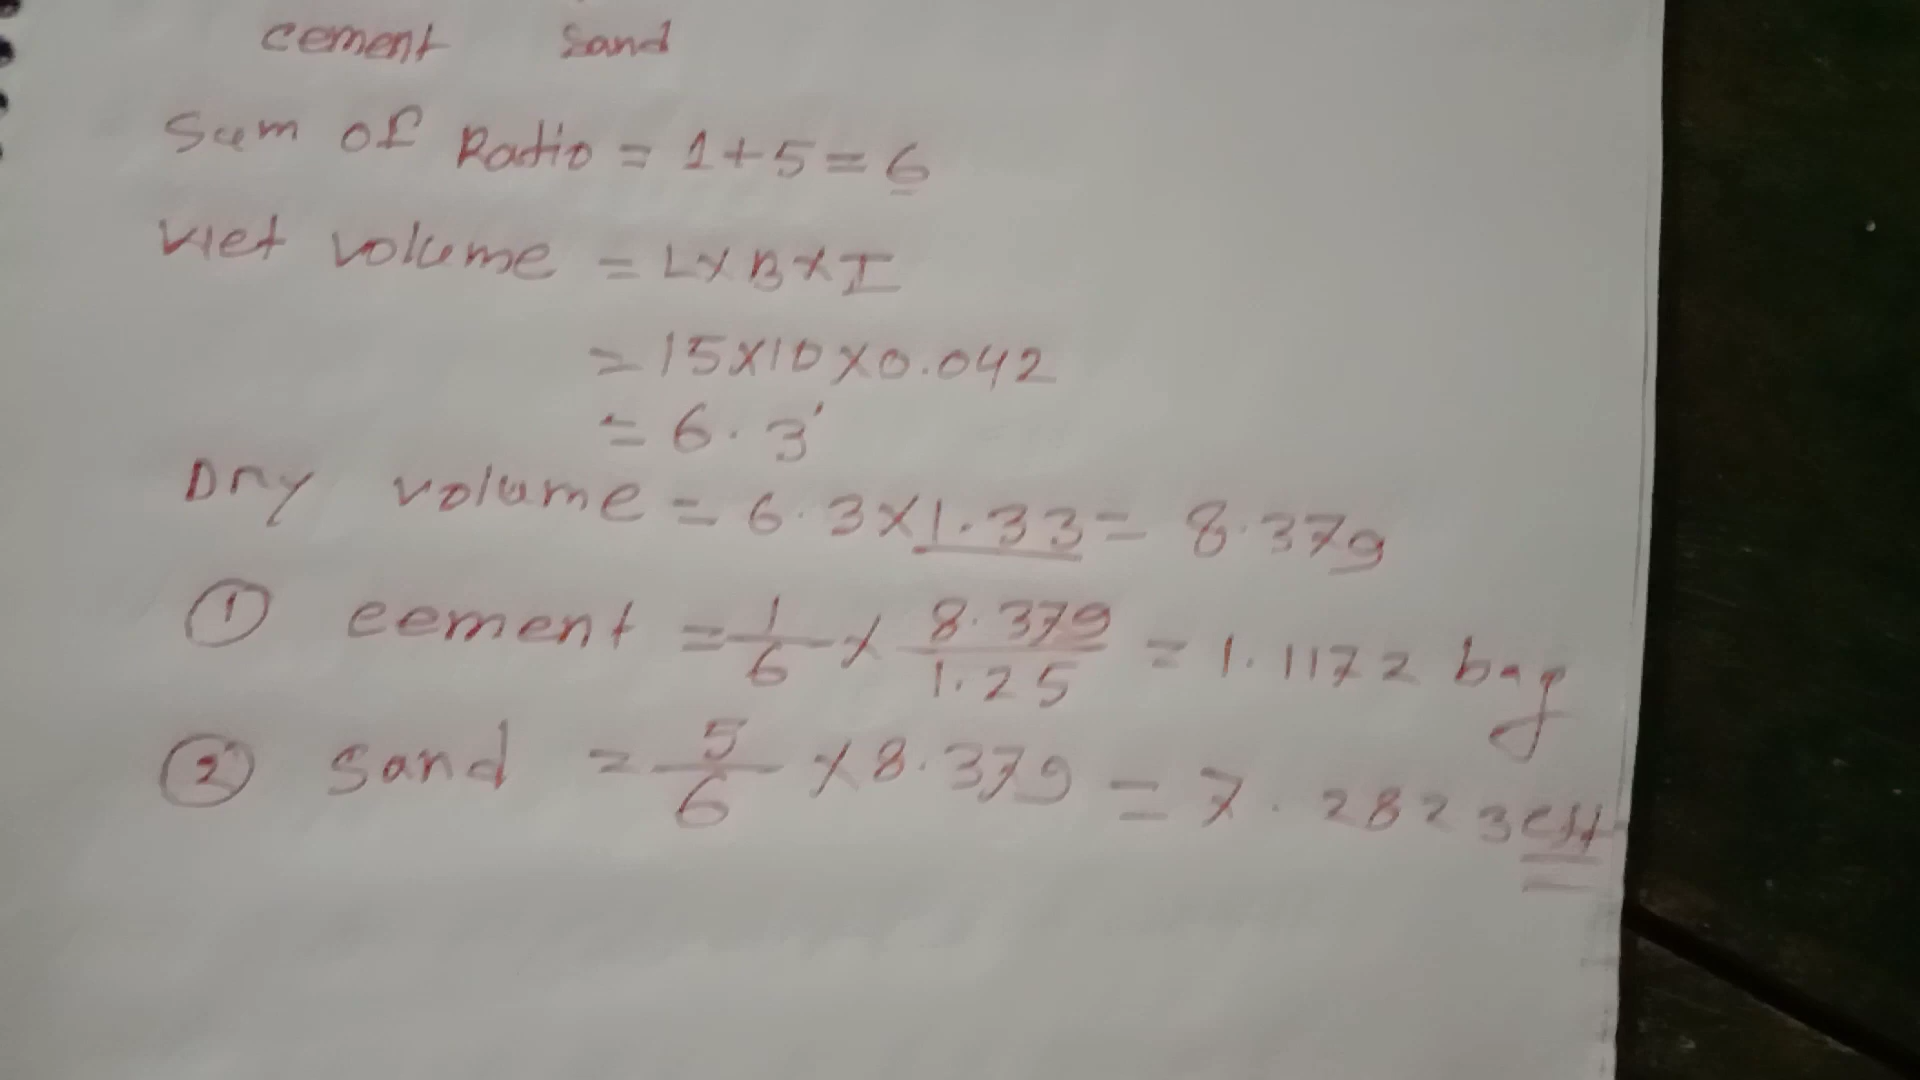 cement sand
Sum of Ratio = 1+5=6
Wet volume = L×B×I
=15×10×0.042
= 6.3'
Dry volume = 6.3×1.33= 8.379
① cement = 1/6 × 8.379/1.25 = 1.1172 bag
② sand = 5/6 ×8.379 = 7.2823 cft